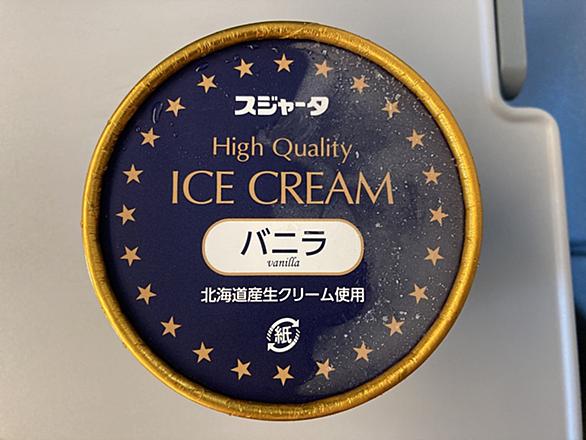 スジャータ
High Quality
ICE CREAM
バニラ
vanilla
北海道産生クリーム使用
紙